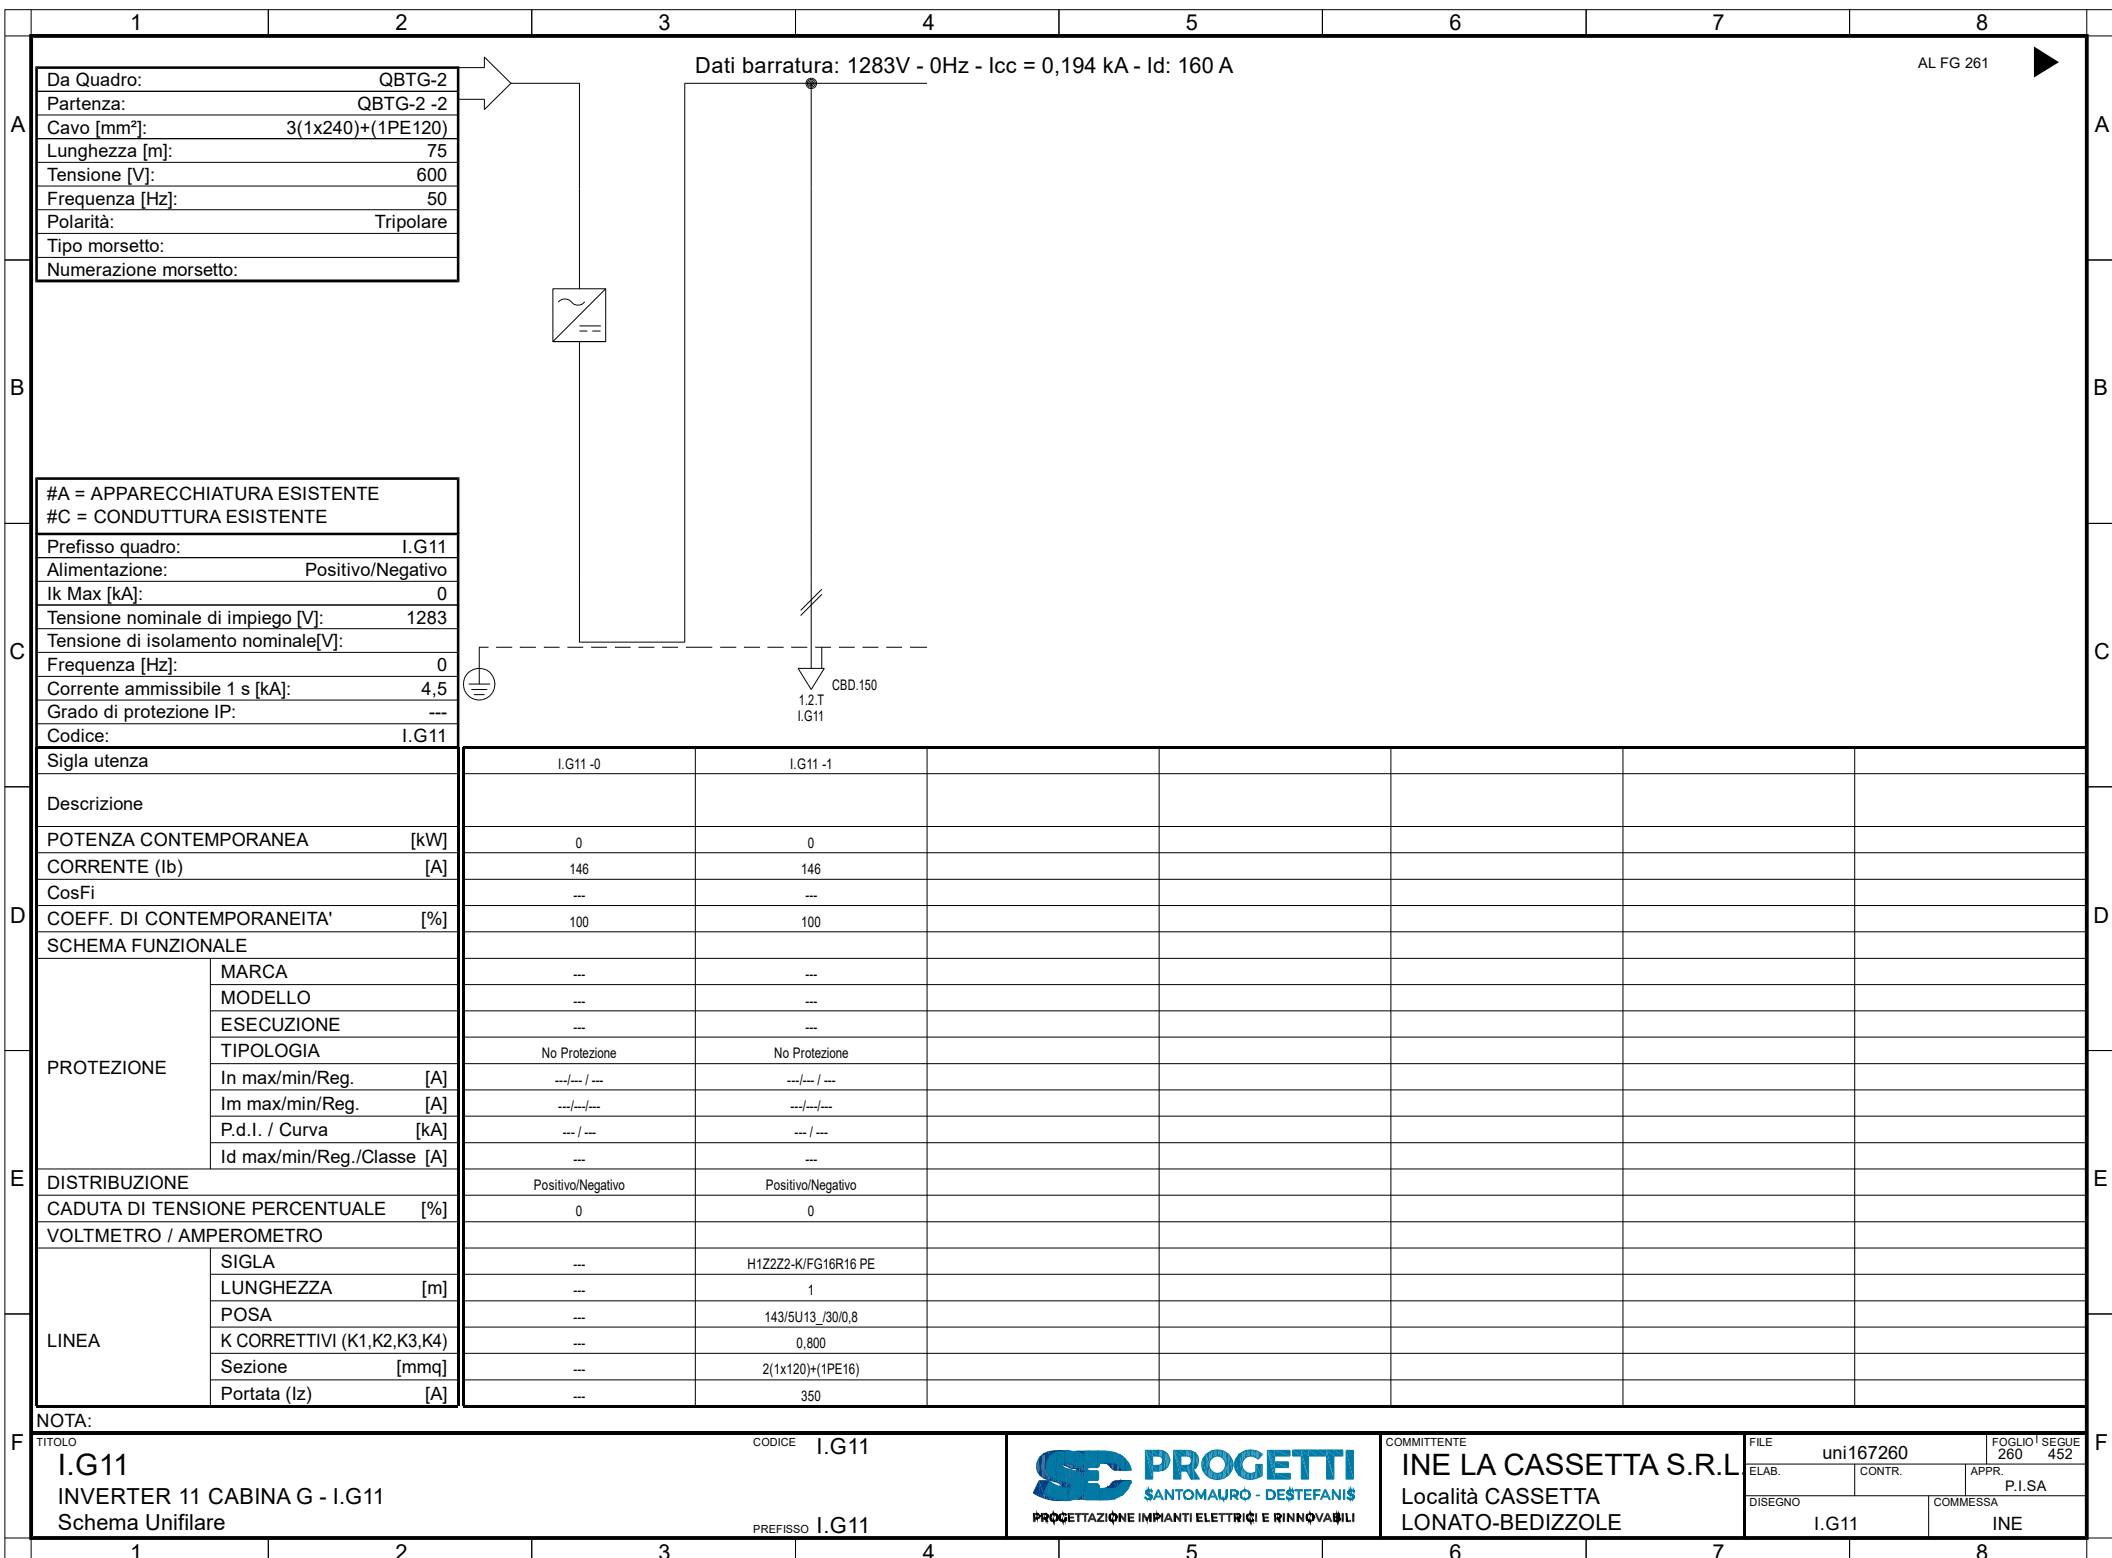 1 2 3 4 5 6 7 8
Dati barratura: 1283V - 0Hz - Icc = 0,194 kA - Id: 160 A
AL FG 261
Da Quadro: QBTG-2
Partenza: QBTG-2 -2
A A
Cavo [mm²]: 3(1x240)+(1PE120)
Lunghezza [m]: 75
Tensione [V]: 600
Frequenza [Hz]: 50
Polarità: Tripolare
Tipo morsetto:
Numerazione morsetto:
B B
#A = APPARECCHIATURA ESISTENTE
#C = CONDUTTURA ESISTENTE
Prefisso quadro: I.G11
Alimentazione: Positivo/Negativo
Ik Max [kA]: 0
Tensione nominale di impiego [V]: 1283
Tensione di isolamento nominale[V]:
C C
Frequenza [Hz]: 0
Corrente ammissibile 1 s [kA]: 4,5
Grado di protezione IP: ---
Codice: I.G11
CBD.150
1.2.T
I.G11
Sigla utenza I.G11 -0 I.G11 -1
Descrizione
POTENZA CONTEMPORANEA [kW] 0 0
CORRENTE (Ib) [A] 146 146
CosFi --- ---
D D
COEFF. DI CONTEMPORANEITA' [%] 100 100
SCHEMA FUNZIONALE
PROTEZIONE
MARCA --- ---
MODELLO --- ---
ESECUZIONE --- ---
TIPOLOGIA No Protezione No Protezione
In max/min/Reg. [A] ---/--- / --- ---/--- / ---
Im max/min/Reg. [A] ---/---/--- ---/---/---
P.d.I. / Curva [kA] --- / --- --- / ---
Id max/min/Reg./Classe [A] --- ---
E E
DISTRIBUZIONE Positivo/Negativo Positivo/Negativo
CADUTA DI TENSIONE PERCENTUALE [%] 0 0
VOLTMETRO / AMPEROMETRO
LINEA
SIGLA --- H1Z2Z2-K/FG16R16 PE
LUNGHEZZA [m] --- 1
POSA --- 143/5U13_/30/0,8
K CORRETTIVI (K1,K2,K3,K4) --- 0,800
Sezione [mmq] --- 2(1x120)+(1PE16)
Portata (Iz) [A] --- 350
NOTA:
F F
TITOLO
I.G11
INVERTER 11 CABINA G - I.G11
Schema Unifilare
CODICE I.G11
PREFISSO I.G11
SDC PROGETTI
SANTOMAURO - DESTEFANIS
PROGETTAZIONE IMPIANTI ELETTRICI E RINNOVABILI
COMMITTENTE
INE LA CASSETTA S.R.L.
Località CASSETTA
LONATO-BEDIZZOLE
FILE uni167260
FOGLIO 260 SEGUE 452
ELAB. CONTR. APPR. P.I.SA
DISEGNO I.G11
COMMESSA INE
1 2 3 4 5 6 7 8